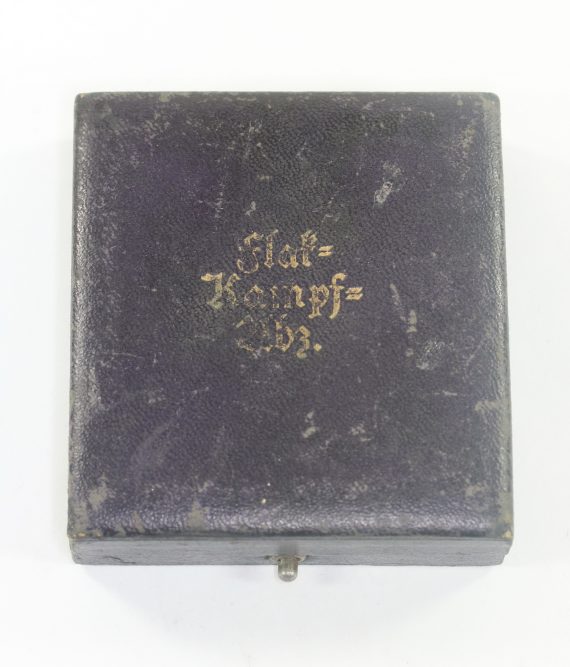 Flak=
Kampf=
Abz.